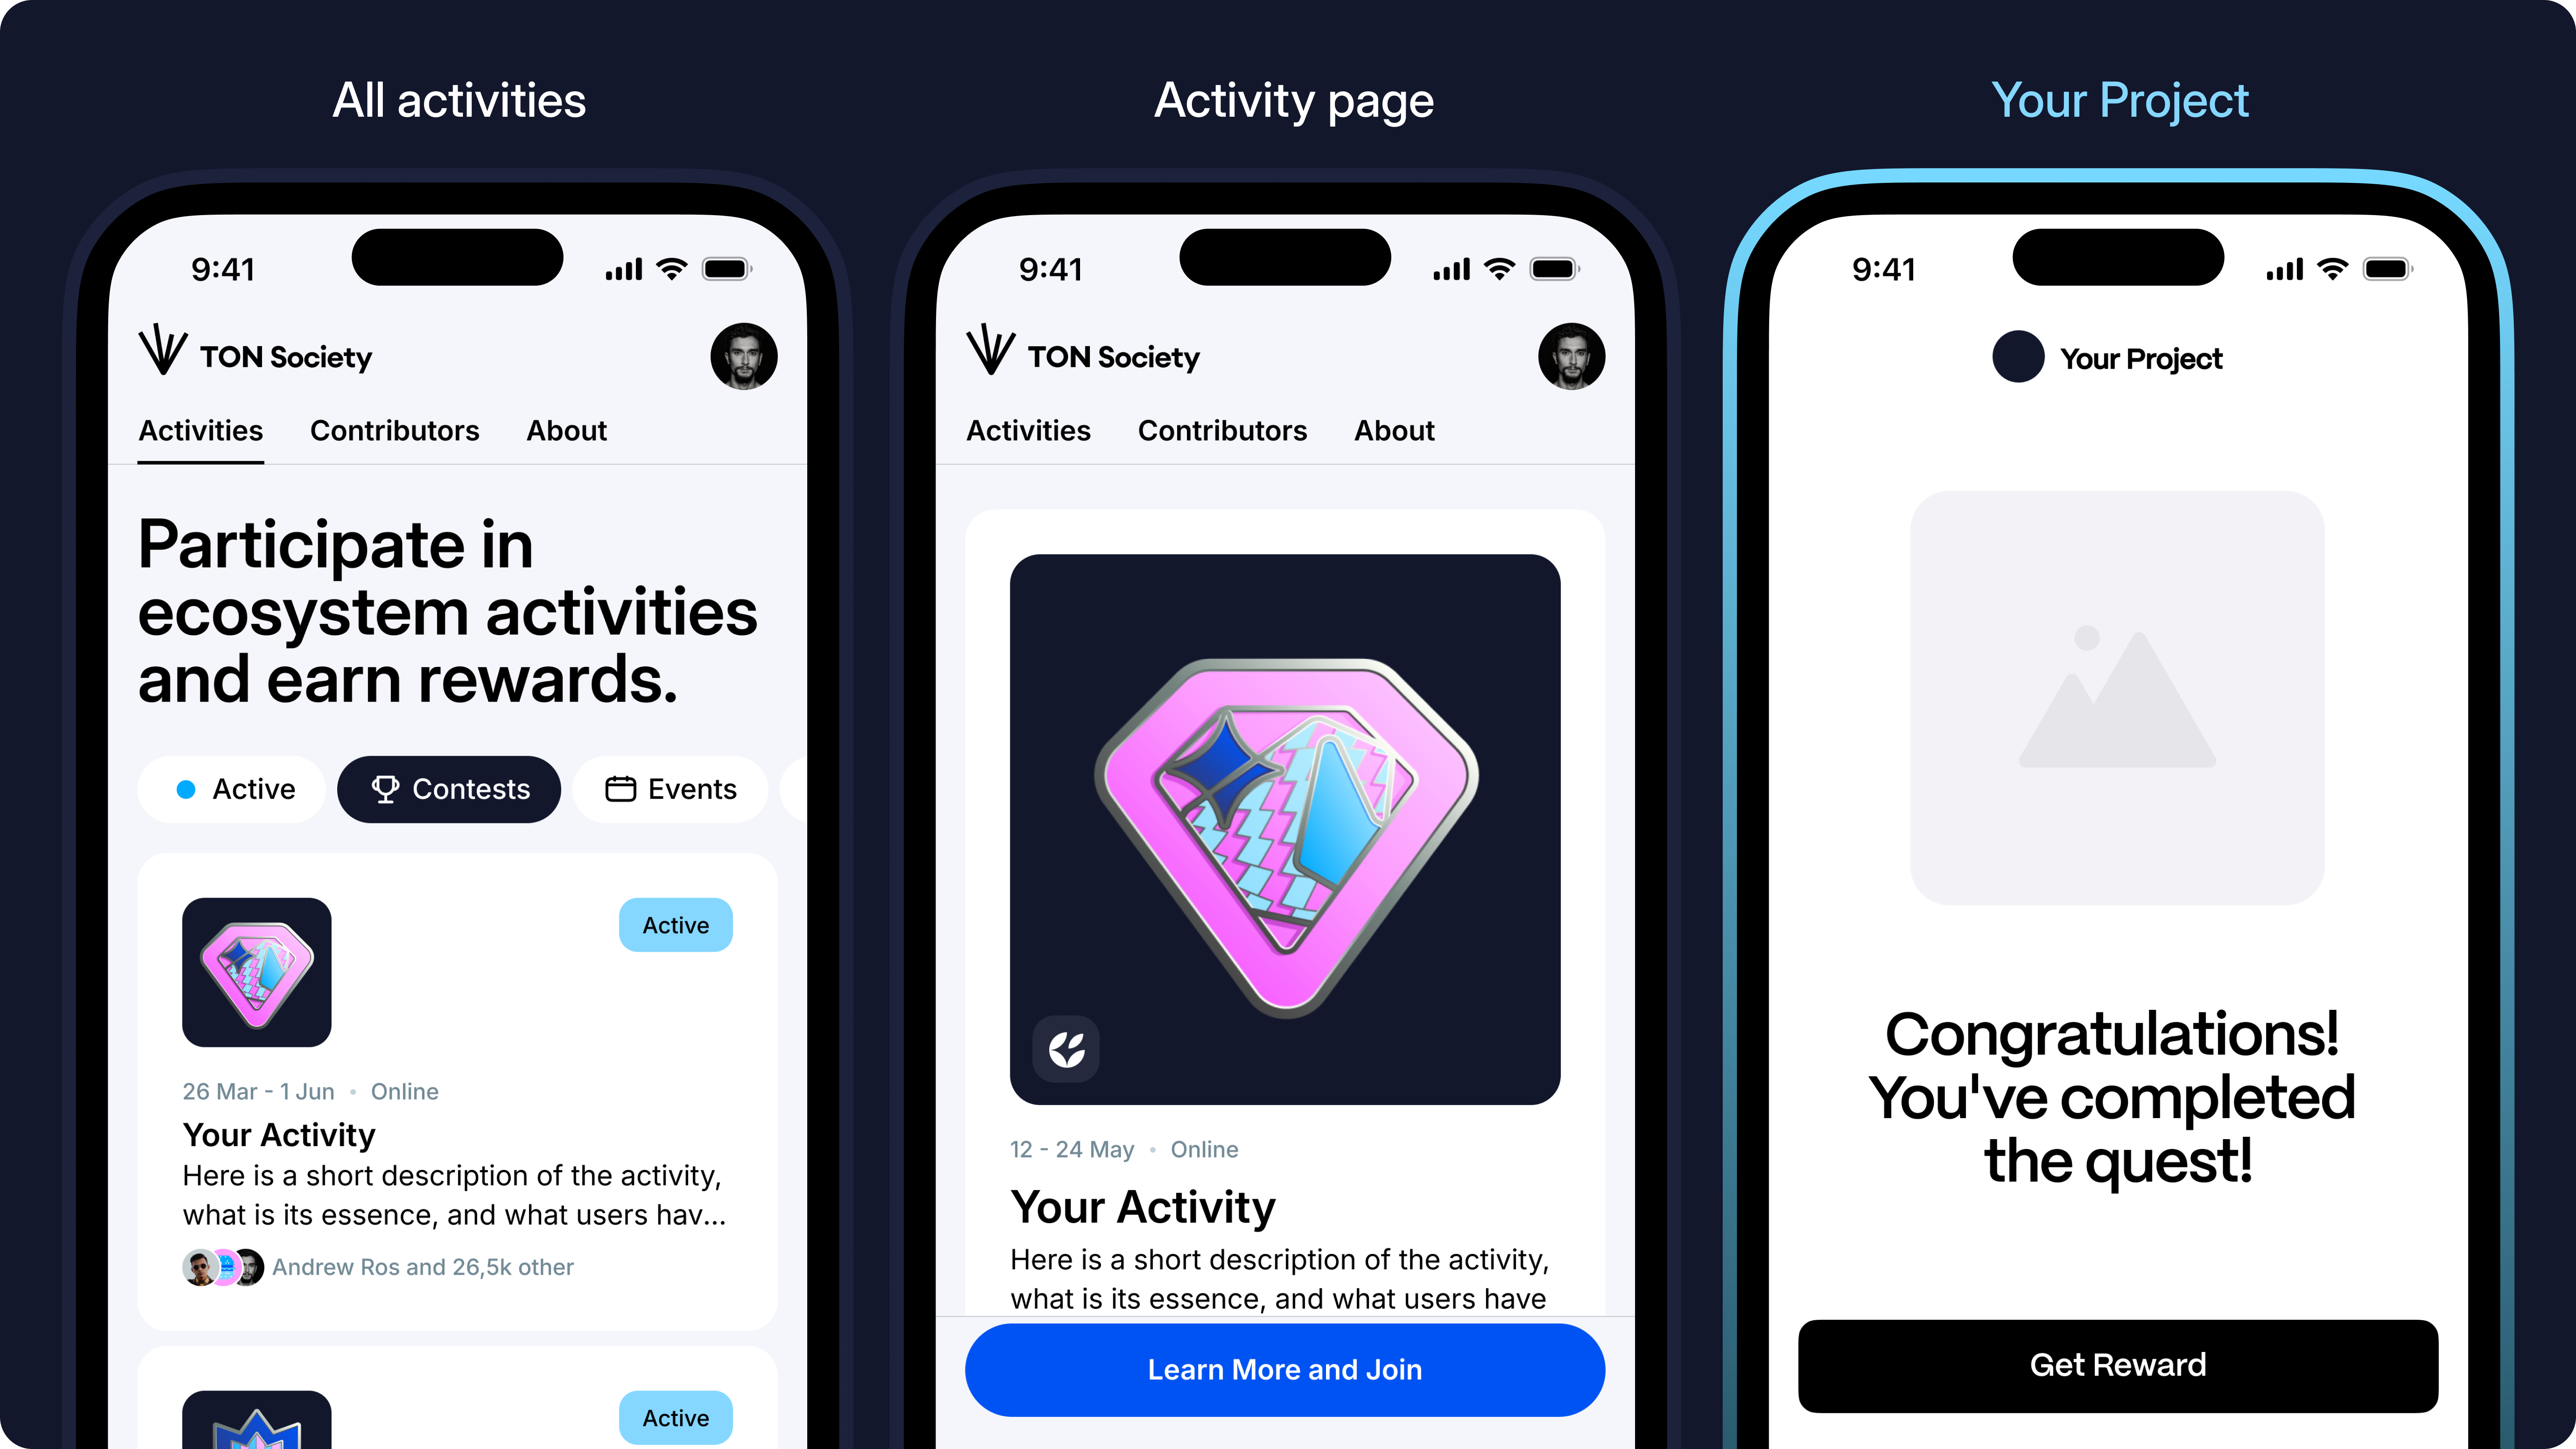 All activities
9:41
TON Society
Activities Contributors About
Participate in
ecosystem activities
and earn rewards.
Active Contests Events
Active
26 Mar - 1 Jun • Online
Your Activity
Here is a short description of the activity,
what is its essence, and what users hav...
Andrew Ros and 26,5k other
Active
Activity page
9:41
TON Society
Activities Contributors About
12 - 24 May • Online
Your Activity
Here is a short description of the activity,
what is its essence, and what users have
Learn More and Join
Your Project
9:41
Your Project
Congratulations!
You've completed
the quest!
Get Reward